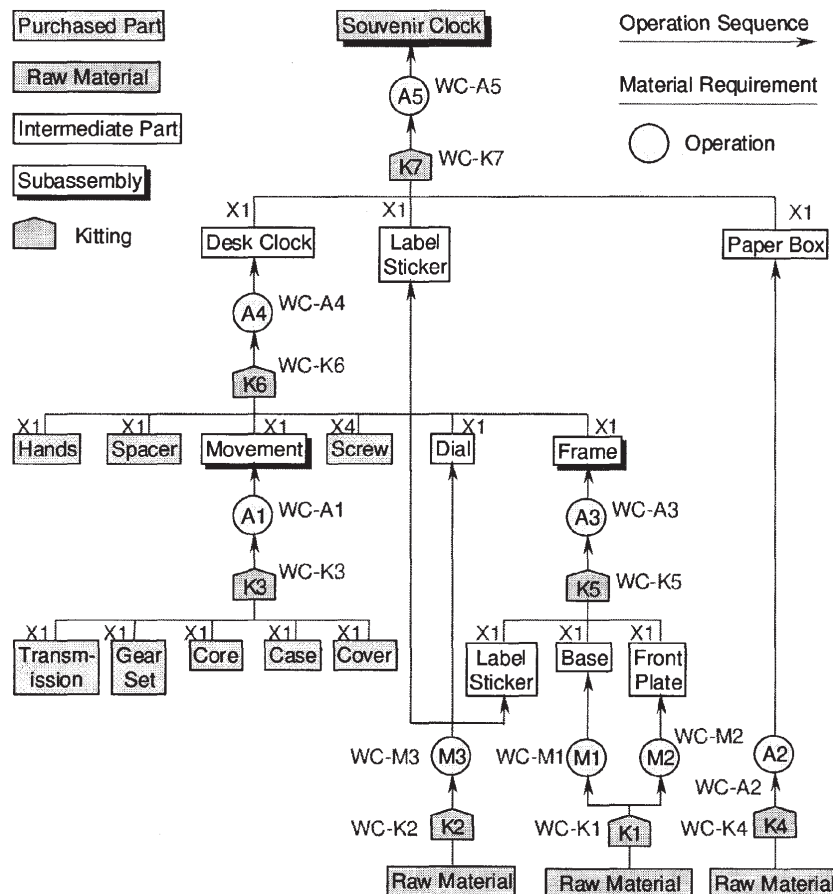 Purchased Part
Souvenir Clock
Operation Sequence
Raw Material
A5
WC-A5
Material Requirement
Intermediate Part
Operation
K7
WC-K7
Subassembly
X1
X1
X1
Kitting
Desk Clock
Label
Sticker
Paper Box
A4
WC-A4
K6
WC-K6
X1
X1
X1
X4
X1
X1
Hands
Spacer
Movement
Screw
Dial
Frame
A1
WC-A1
A3
WC-A3
K3
WC-K3
K5
WC-K5
X1
X1
X1
X1
X1
X1
X1
X1
Transm-
ission
Gear
Set
Core
Case
Cover
Label
Sticker
Base
Front
Plate
WC-M3
M3
WC-M1
M1
M2
WC-M2
A2
WC-A2
WC-K2
K2
WC-K1
K1
WC-K4
K4
Raw Material
Raw Material
Raw Material